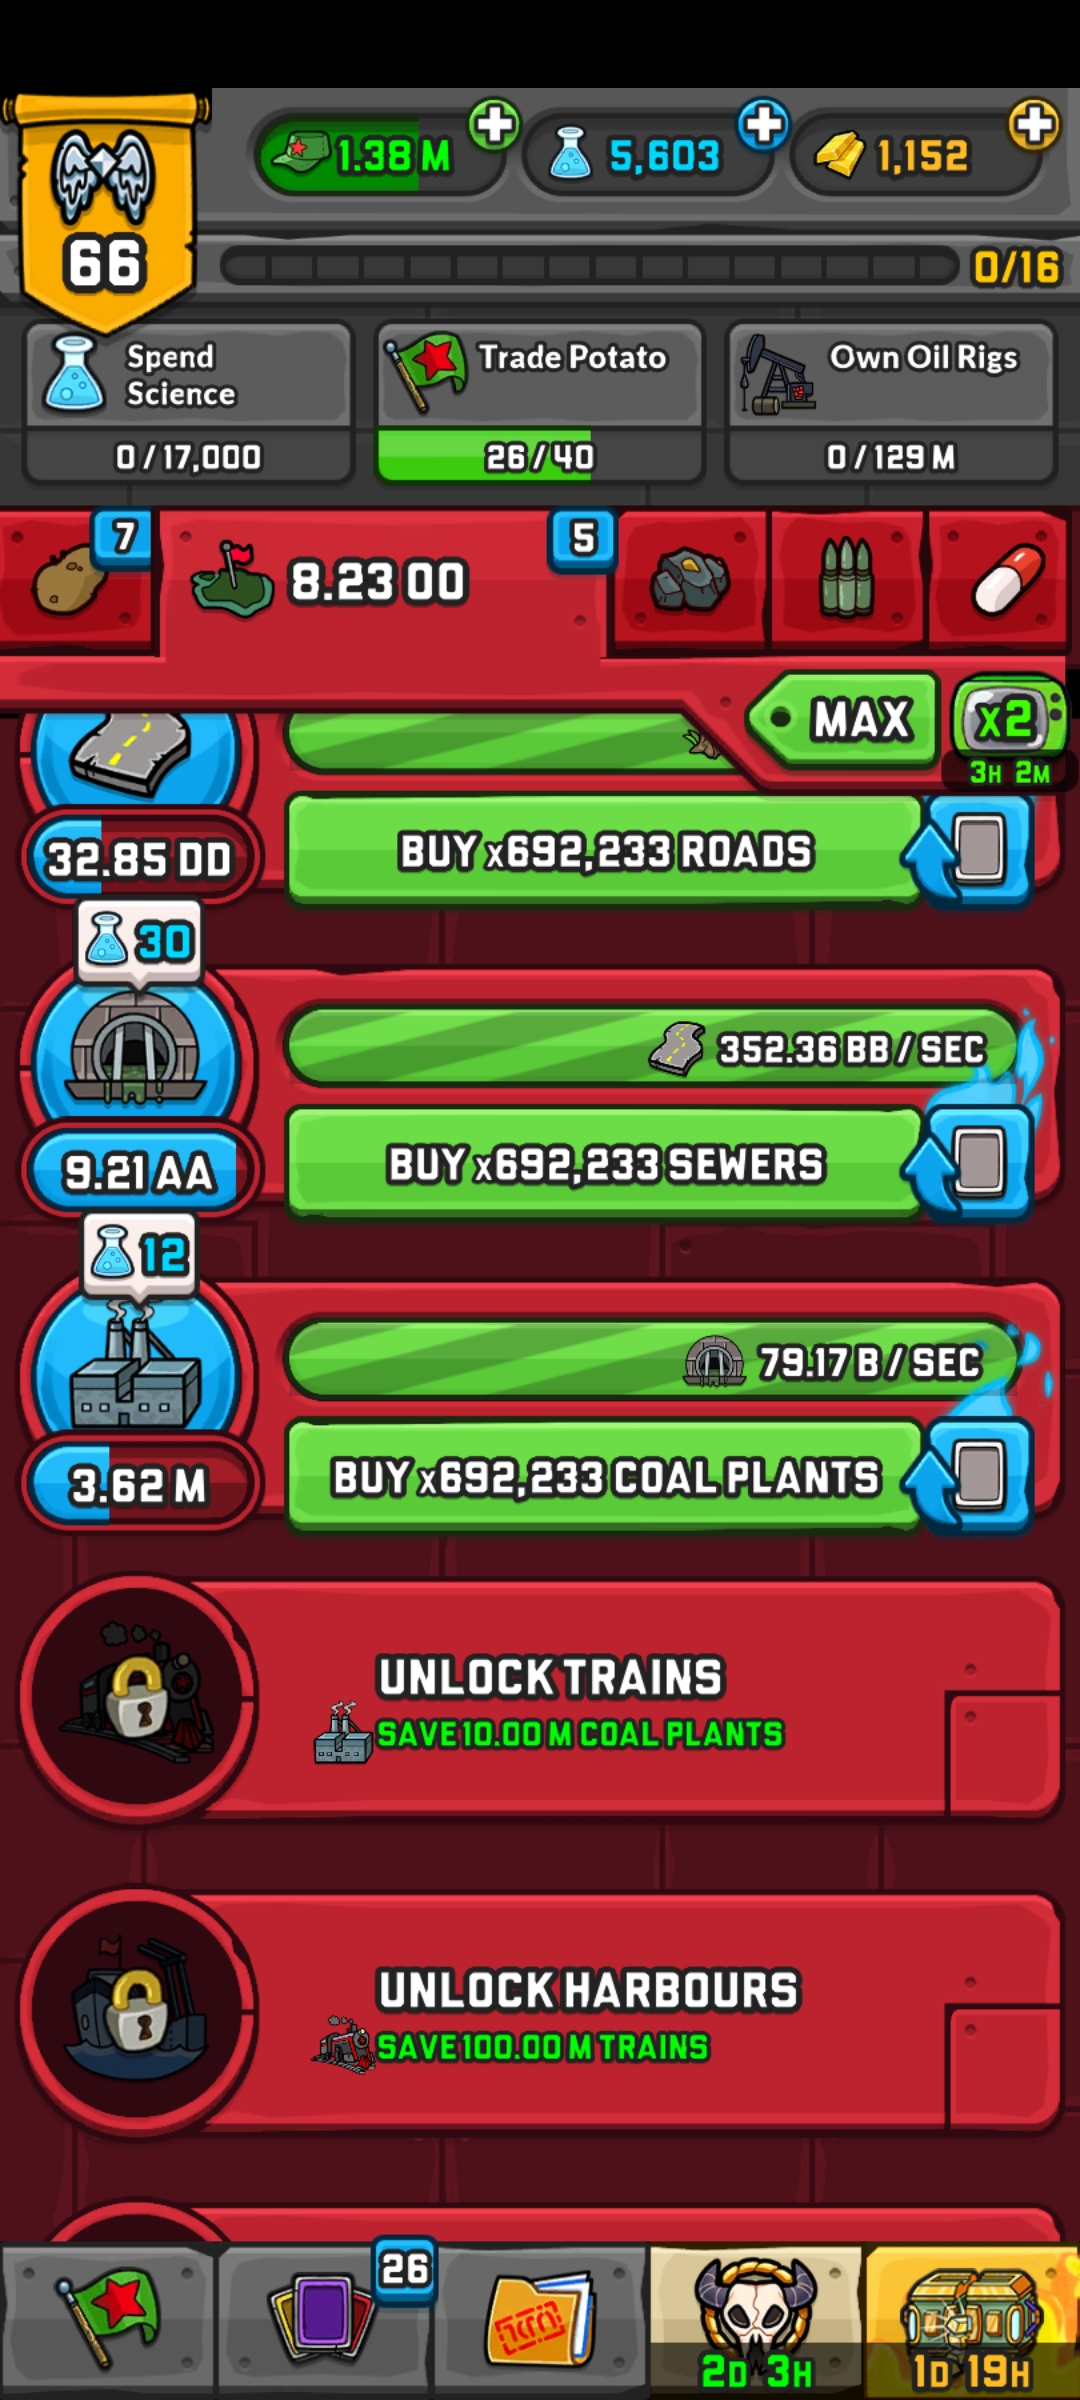 1.38 M
5,603
1,152
66
0/16
Spend
Science
0 / 17,000
Trade Potato
26 / 40
Own Oil Rigs
0 / 129 M
7
8.23 OO
5
MAX
x2
3H 2M
32.85 DD
BUY x692,233 ROADS
30
352.36 BB / SEC
9.21 AA
BUY x692,233 SEWERS
12
79.17 B / SEC
3.62 M
BUY x692,233 COAL PLANTS
UNLOCK TRAINS
SAVE 10.00 M COAL PLANTS
UNLOCK HARBOURS
SAVE 100.00 M TRAINS
26
2D 3H
1D 19H